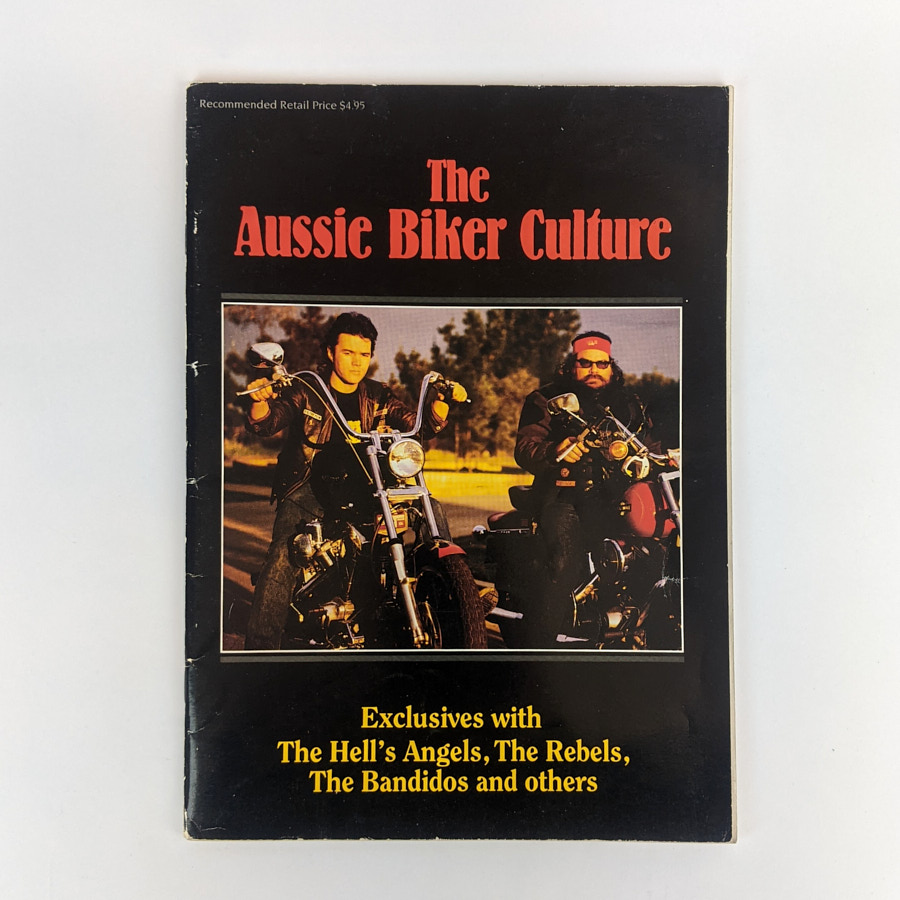 Recommended Retail Price $4.95
The
Aussie Biker Culture
Exclusives with
The Hell's Angels, The Rebels,
The Bandidos and others